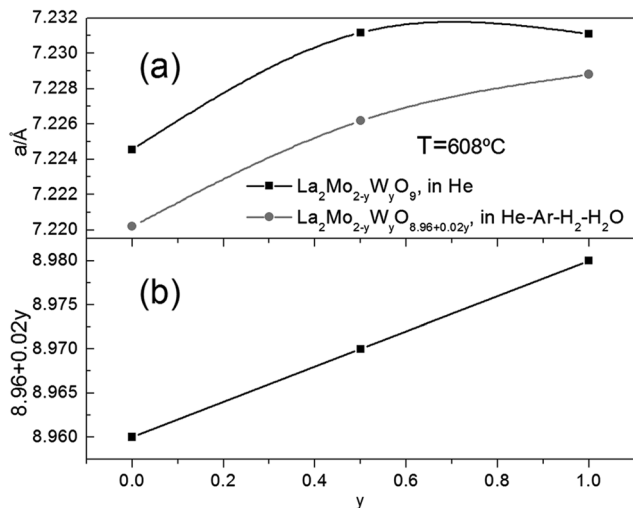 7.232
7.230
7.228
7.226
7.224
7.222
7.220
a/Å
(a)
T=608ºC
La₂Mo₂₋yWyO₉, in He
La₂Mo₂₋yWyO₈.₉₆₊₀.₀₂y, in He-Ar-H₂-H₂O
8.980
8.975
8.970
8.965
8.960
8.96+0.02y
(b)
0.0 0.2 0.4 0.6 0.8 1.0
y